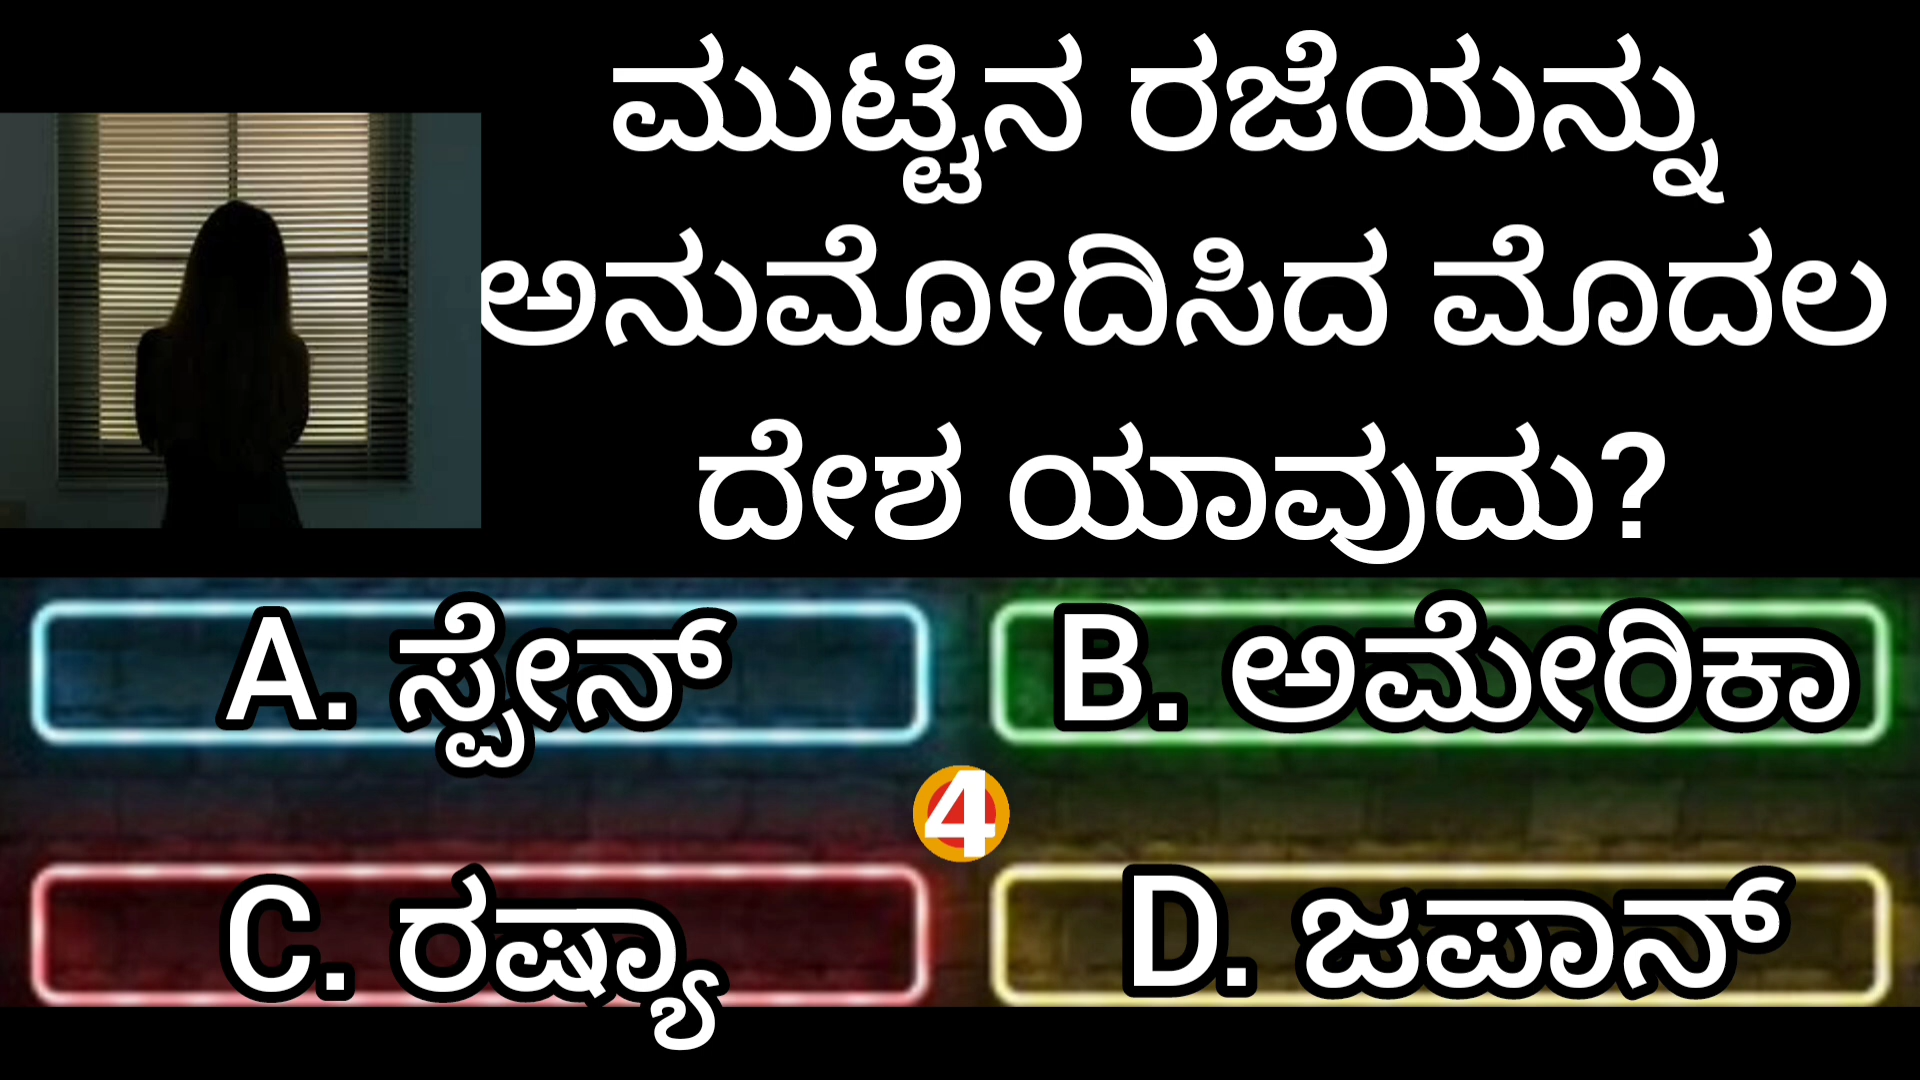 ಮುಟ್ಟಿನ ರಜೆಯನ್ನು
ಅನುಮೋದಿಸಿದ ಮೊದಲ
ದೇಶ ಯಾವುದು?
A. ಸ್ಪೇನ್
B. ಅಮೇರಿಕಾ
4
C. ರಷ್ಯಾ
D. ಜಪಾನ್